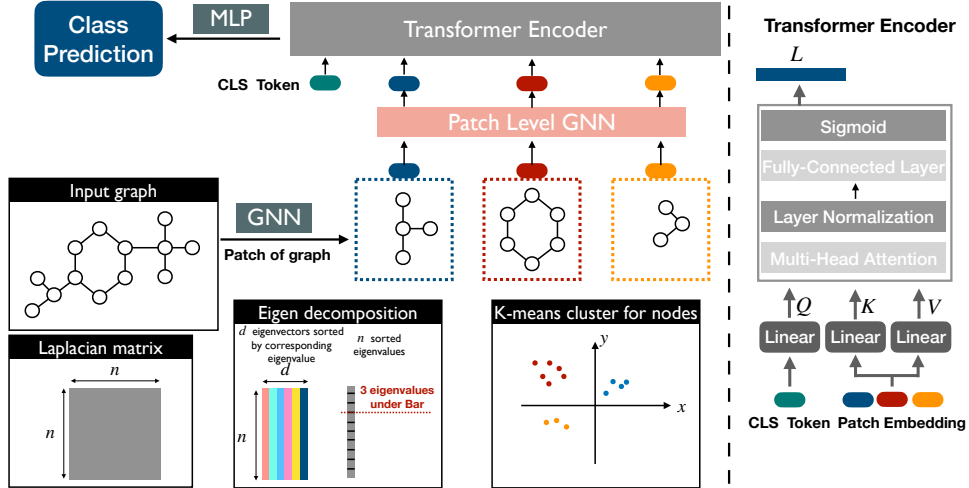 Class
Prediction
MLP
Transformer Encoder
CLS Token
Patch Level GNN
Input graph
GNN
Patch of graph
Laplacian matrix
n
n
Eigen decomposition
d eigenvectors sorted
by corresponding
eigenvalue
n sorted
eigenvalues
d
n
3 eigenvalues
under Bar
K-means cluster for nodes
y
x
Transformer Encoder
L
Sigmoid
Fully-Connected Layer
Layer Normalization
Multi-Head Attention
Q
K
V
Linear
Linear
Linear
CLS Token
Patch Embedding